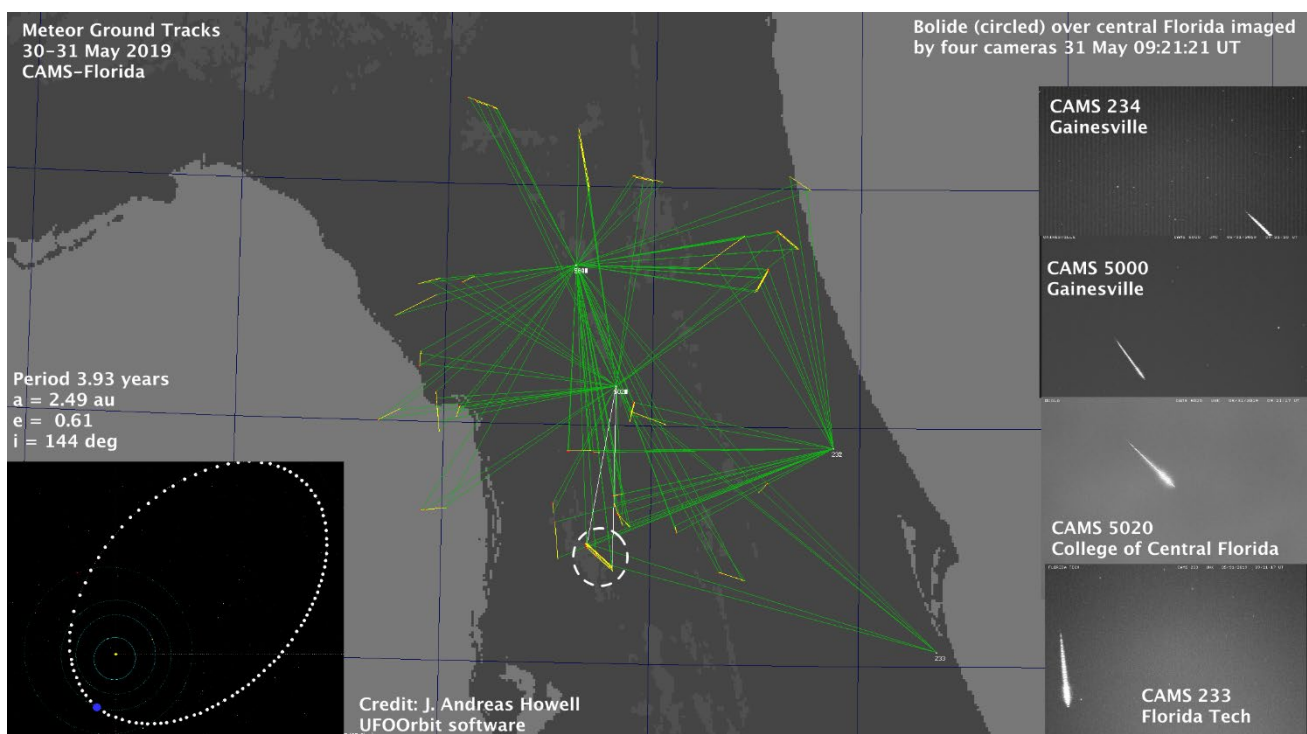 Meteor Ground Tracks
30-31 May 2019
CAMS-Florida
Bolide (circled) over central Florida imaged
by four cameras 31 May 09:21:21 UT
CAMS 234
Gainesville
CAMS 5000
Gainesville
Period 3.93 years
a = 2.49 au
e = 0.61
i = 144 deg
232
CAMS 5020
College of Central Florida
233
CAMS 233
Florida Tech
Credit: J. Andreas Howell
UFOOrbit software